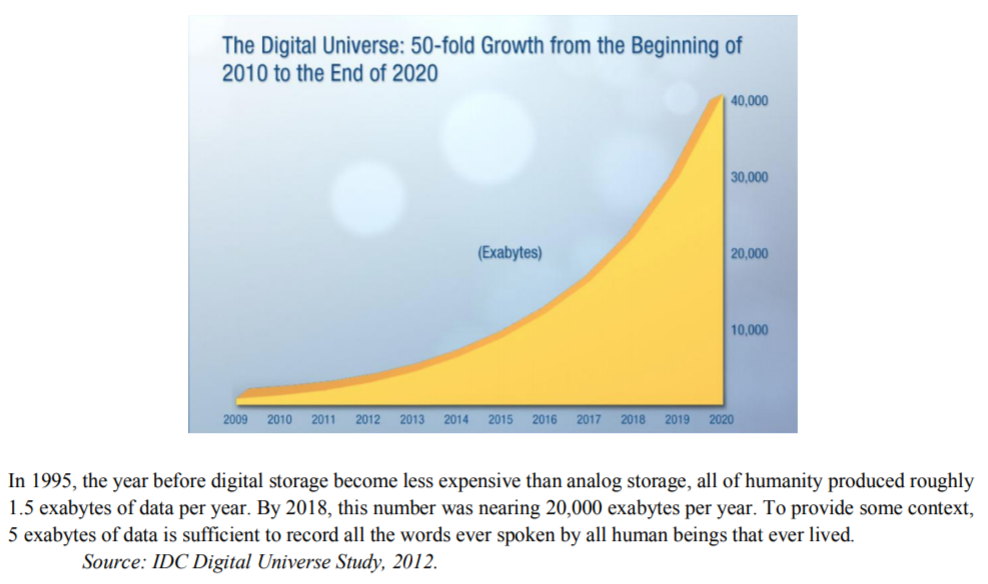 The Digital Universe: 50-fold Growth from the Beginning of
2010 to the End of 2020
40,000
30,000
(Exabytes)
20,000
10,000
2009 2010 2011 2012 2013 2014 2015 2016 2017 2018 2019 2020
In 1995, the year before digital storage become less expensive than analog storage, all of humanity produced roughly
1.5 exabytes of data per year. By 2018, this number was nearing 20,000 exabytes per year. To provide some context,
5 exabytes of data is sufficient to record all the words ever spoken by all human beings that ever lived.
Source: IDC Digital Universe Study, 2012.